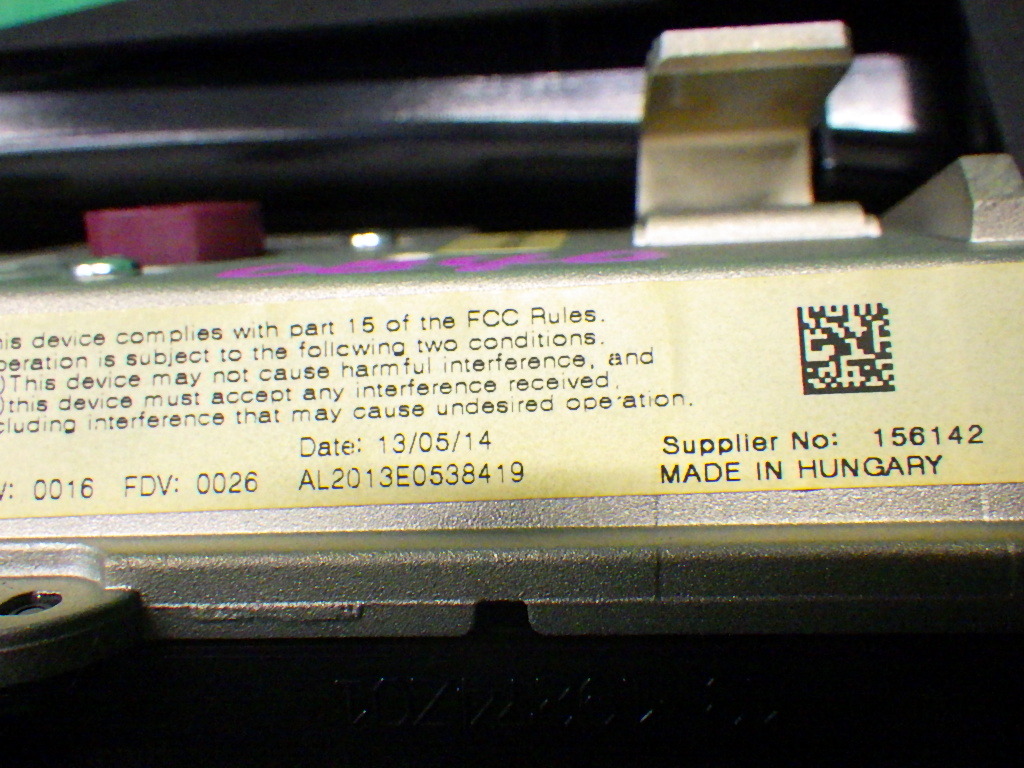 his device complies with part 15 of the FCC Rules.
peration is subject to the following two conditions.
)This device may not cause harmful interference, and
)this device must accept any interference received,
cluding interference that may cause undesired operation.
Date: 13/05/14
V: 0016 FDV: 0026 AL2013E0538419
Supplier No: 156142
MADE IN HUNGARY